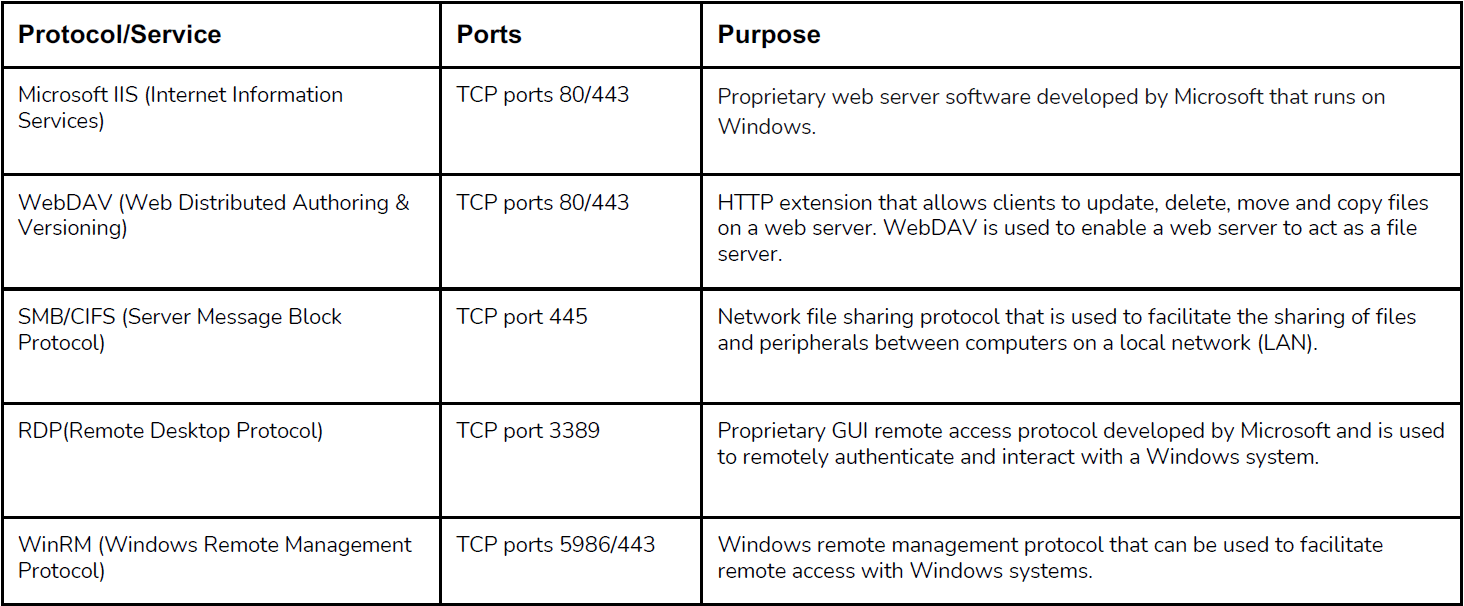 Protocol/Service
Ports
Purpose
Microsoft IIS (Internet Information
Services)
TCP ports 80/443
Proprietary web server software developed by Microsoft that runs on
Windows.
WebDAV (Web Distributed Authoring &
Versioning)
TCP ports 80/443
HTTP extension that allows clients to update, delete, move and copy files
on a web server. WebDAV is used to enable a web server to act as a file
server.
SMB/CIFS (Server Message Block
Protocol)
TCP port 445
Network file sharing protocol that is used to facilitate the sharing of files
and peripherals between computers on a local network (LAN).
RDP(Remote Desktop Protocol)
TCP port 3389
Proprietary GUI remote access protocol developed by Microsoft and is used
to remotely authenticate and interact with a Windows system.
WinRM (Windows Remote Management
Protocol)
TCP ports 5986/443
Windows remote management protocol that can be used to facilitate
remote access with Windows systems.